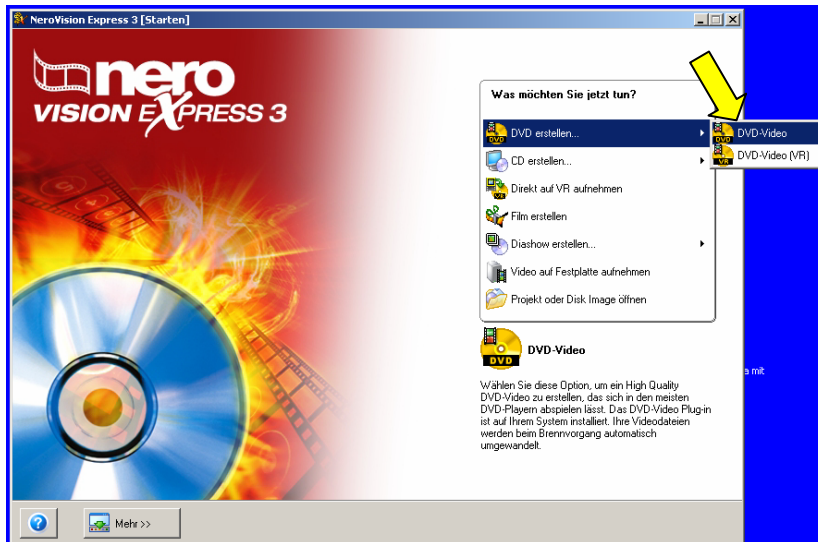 NeroVision Express 3 [Starten]
nero
VISION EXPRESS 3
Was möchten Sie jetzt tun?
DVD erstellen...
DVD-Video
DVD-Video (VR)
CD erstellen...
Direkt auf VR aufnehmen
Film erstellen
Diashow erstellen...
Video auf Festplatte aufnehmen
Projekt oder Disk Image öffnen
DVD-Video
Wählen Sie diese Option, um ein High Quality
DVD-Video zu erstellen, das sich in den meisten
DVD-Playern abspielen lässt. Das DVD-Video Plug-in
ist auf Ihrem System installiert. Ihre Videodateien
werden beim Brennvorgang automatisch
umgewandelt.
a mit
Mehr >>